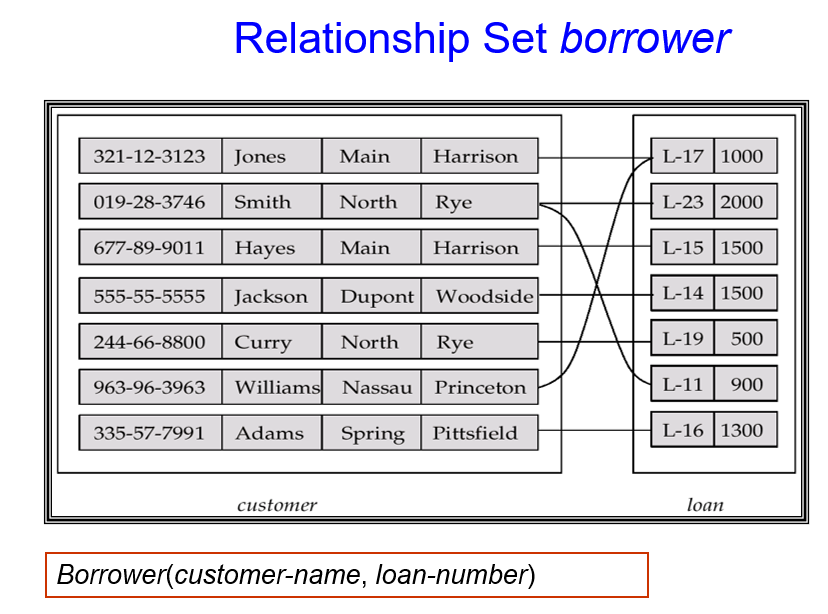 Relationship Set borrower
321-12-3123 Jones Main Harrison L-17 1000
019-28-3746 Smith North Rye L-23 2000
677-89-9011 Hayes Main Harrison L-15 1500
555-55-5555 Jackson Dupont Woodside L-14 1500
244-66-8800 Curry North Rye L-19 500
963-96-3963 Williams Nassau Princeton L-11 900
335-57-7991 Adams Spring Pittsfield L-16 1300
customer loan
Borrower(customer-name, loan-number)